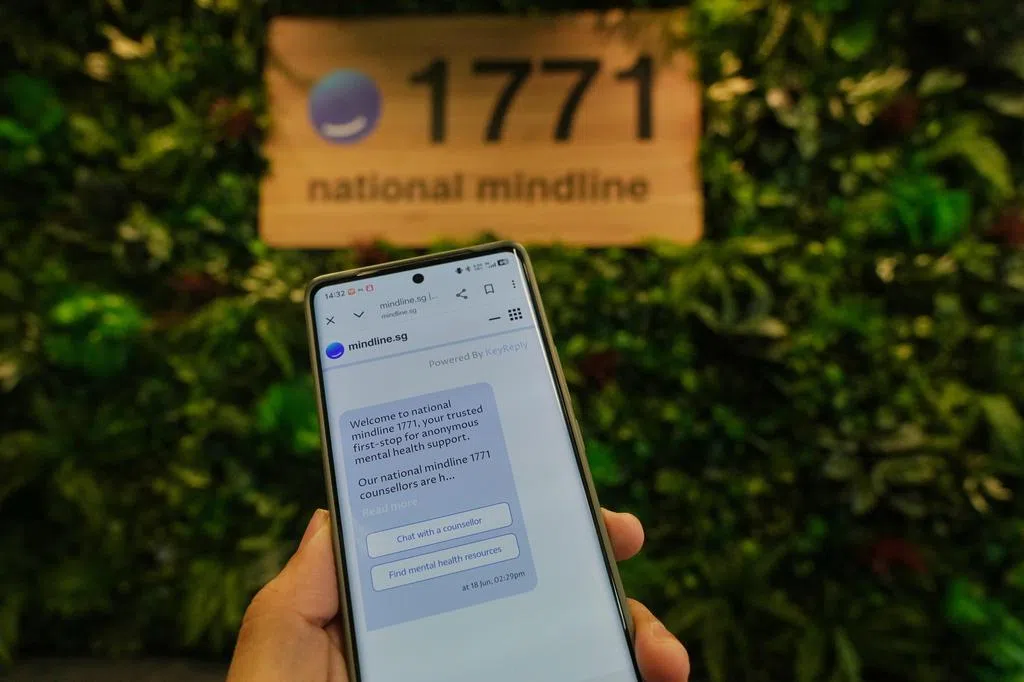 1771
national mindline
14:32
mindline.sg |...
mindline.sg
mindline.sg
Powered By KeyReply
Welcome to national
mindline 1771, your trusted
first-stop for anonymous
mental health support.
Our national mindline 1771
counsellors are h...
Read more
Chat with a counsellor
Find mental health resources
at 18 Jun, 02:29pm